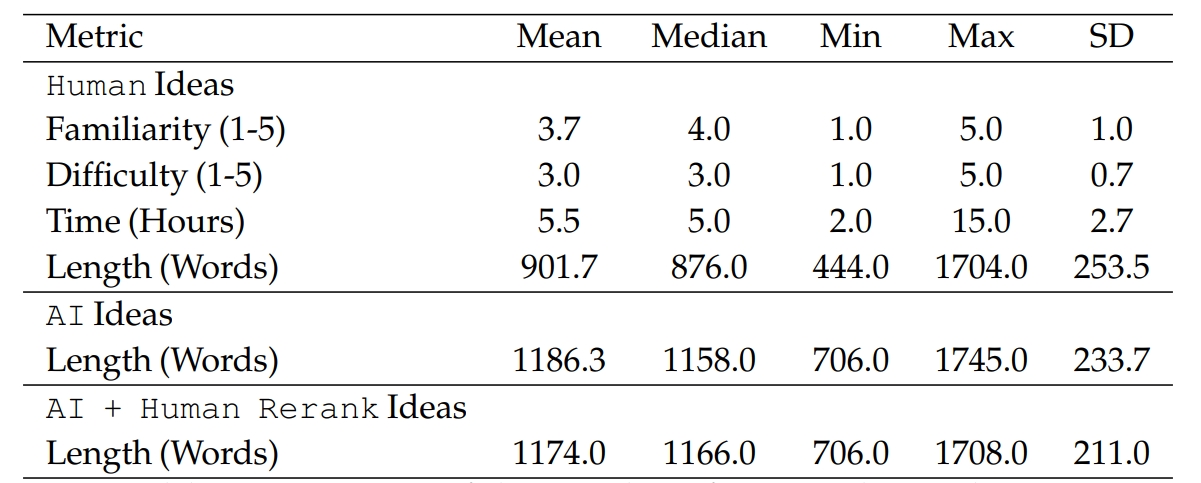 Metric Mean Median Min Max SD
Human Ideas
Familiarity (1-5) 3.7 4.0 1.0 5.0 1.0
Difficulty (1-5) 3.0 3.0 1.0 5.0 0.7
Time (Hours) 5.5 5.0 2.0 15.0 2.7
Length (Words) 901.7 876.0 444.0 1704.0 253.5
AI Ideas
Length (Words) 1186.3 1158.0 706.0 1745.0 233.7
AI + Human Rerank Ideas
Length (Words) 1174.0 1166.0 706.0 1708.0 211.0